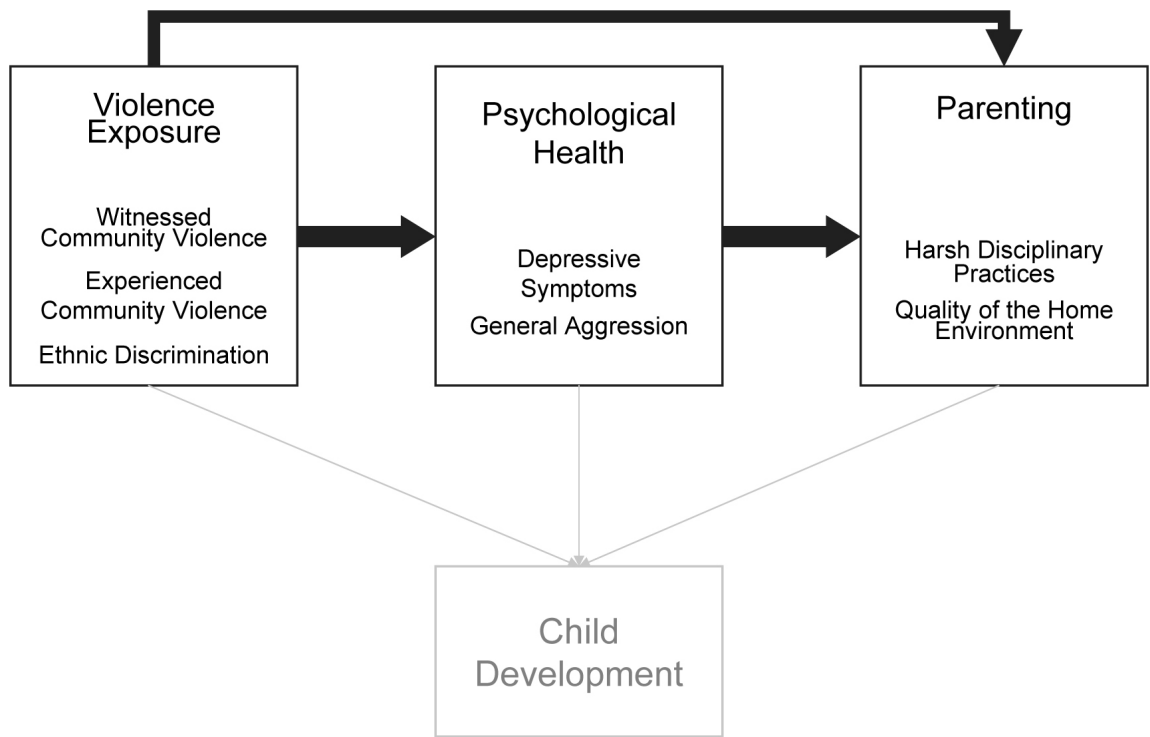 Violence
Exposure
Witnessed
Community Violence
Experienced
Community Violence
Ethnic Discrimination
Psychological
Health
Depressive
Symptoms
General Aggression
Parenting
Harsh Disciplinary
Practices
Quality of the Home
Environment
Child
Development